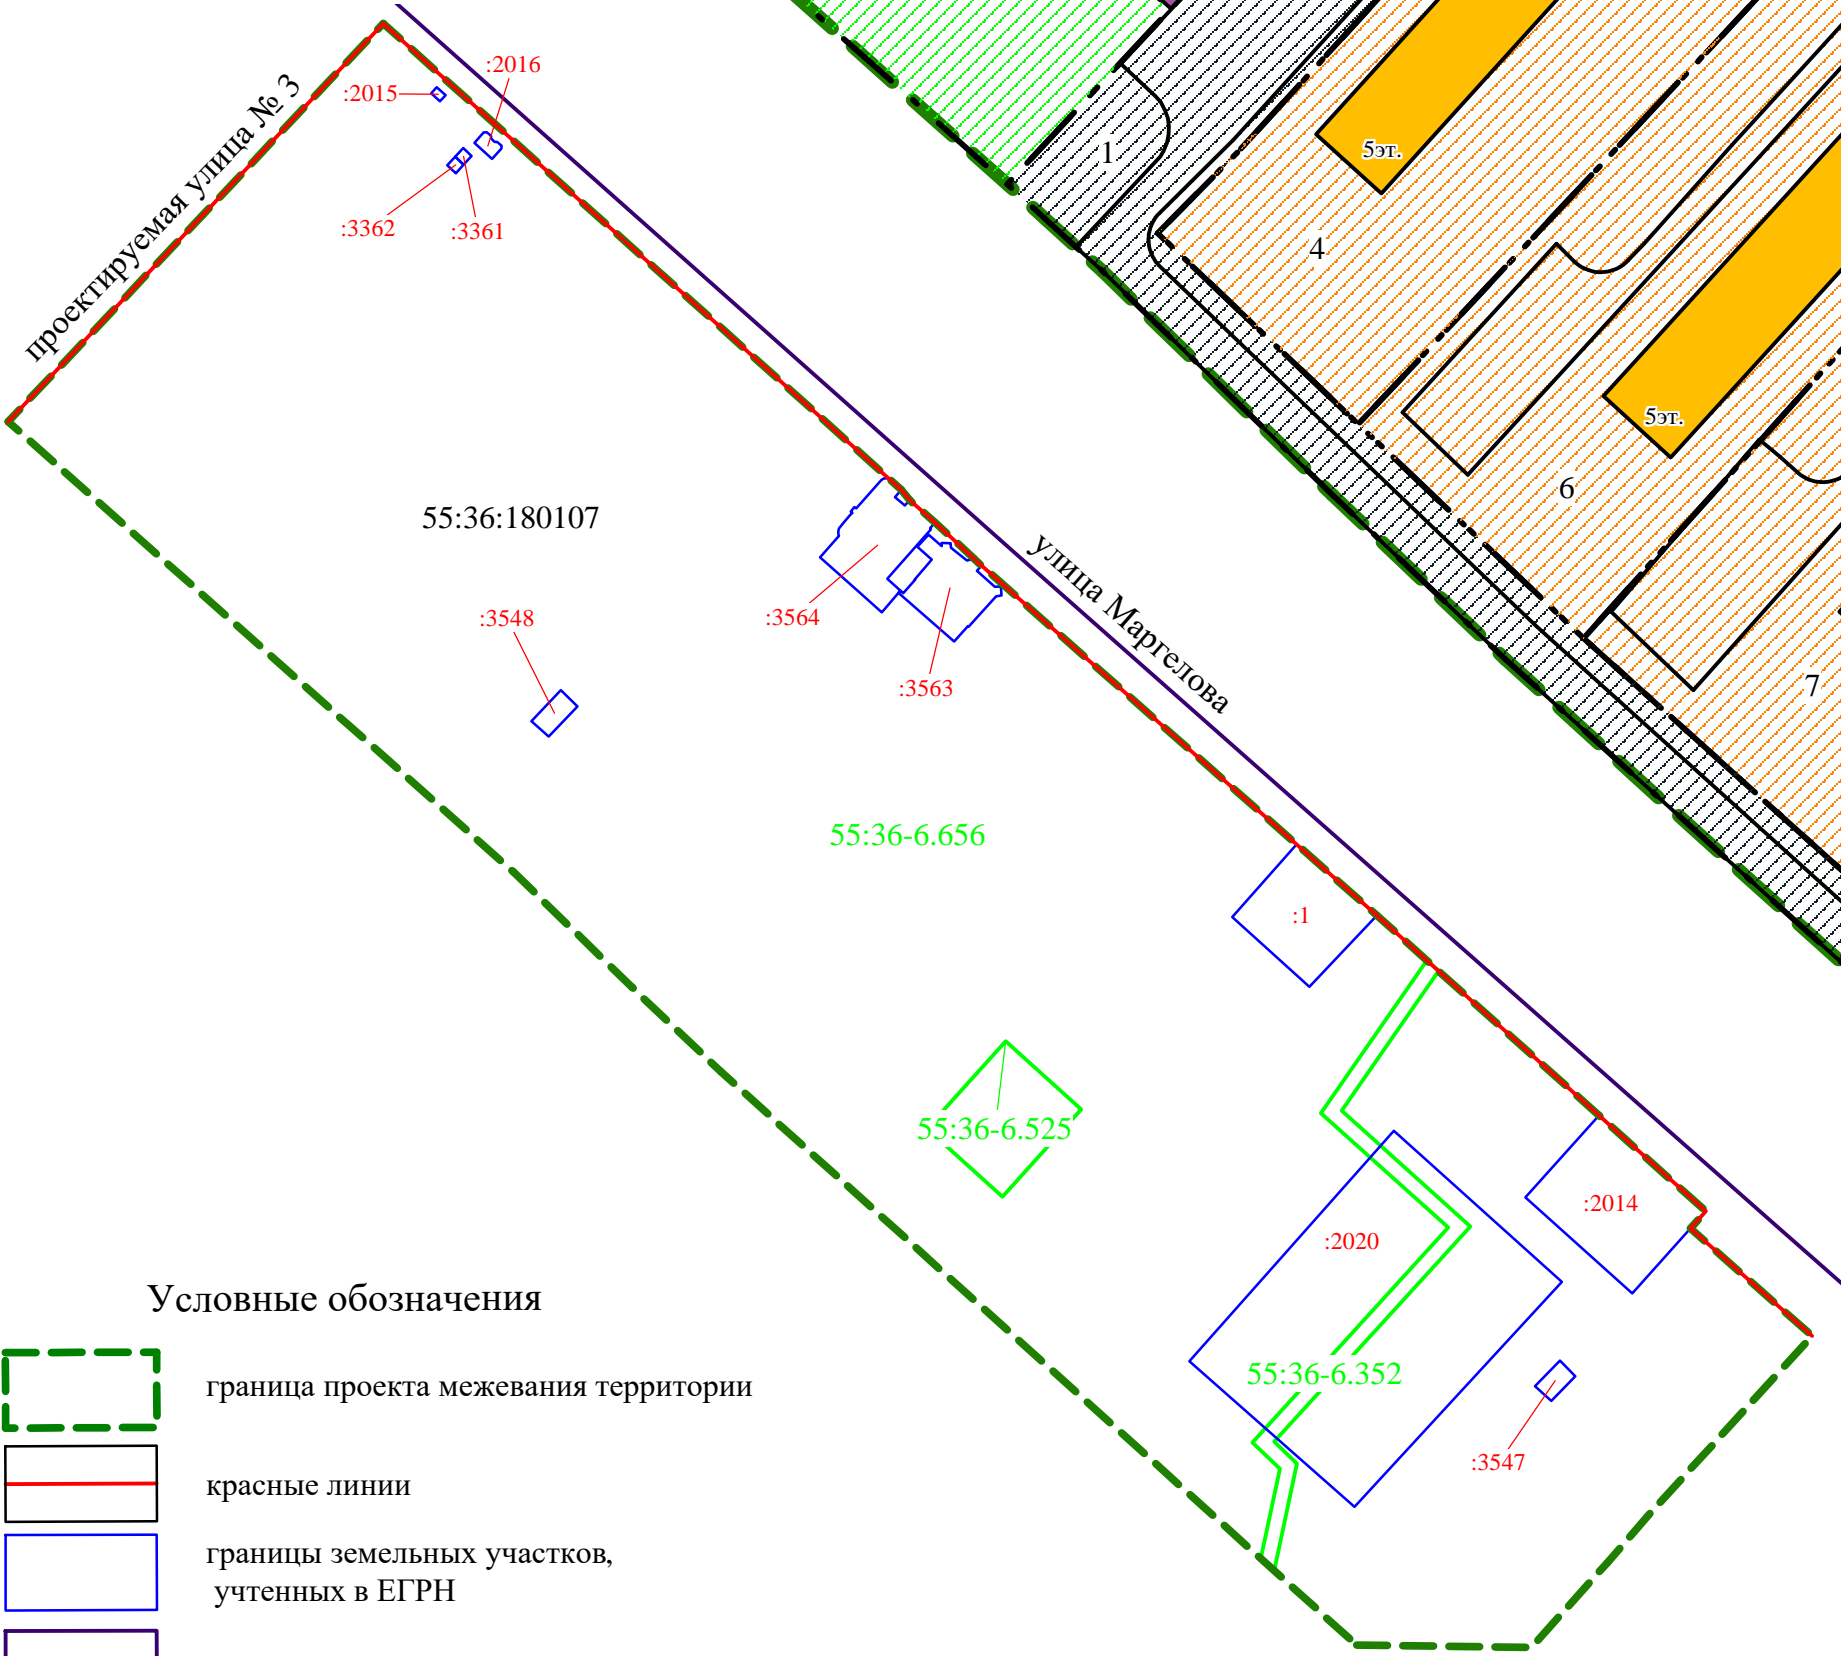 :2016
:2015
проектируемая улица № 3
:3362
:3361
1
5эт.
4
5эт.
6
7
55:36:180107
улица Маргелова
:3548
:3564
:3563
55:36-6.656
:1
55:36-6.525
:2014
:2020
55:36-6.352
:3547
Условные обозначения
граница проекта межевания территории
красные линии
границы земельных участков,
учтенных в ЕГРН